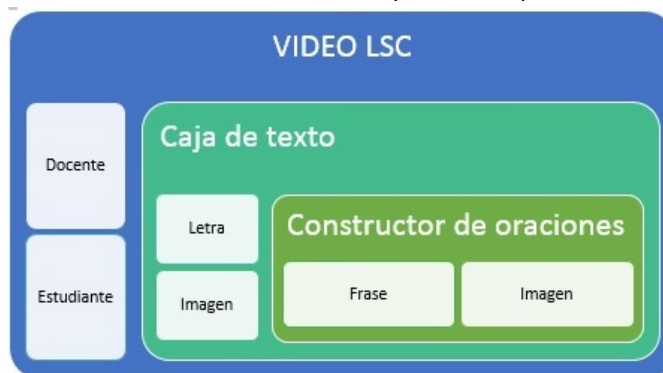 VIDEO LSC
Docente
Estudiante
Caja de texto
Letra
Imagen
Constructor de oraciones
Frase
Imagen